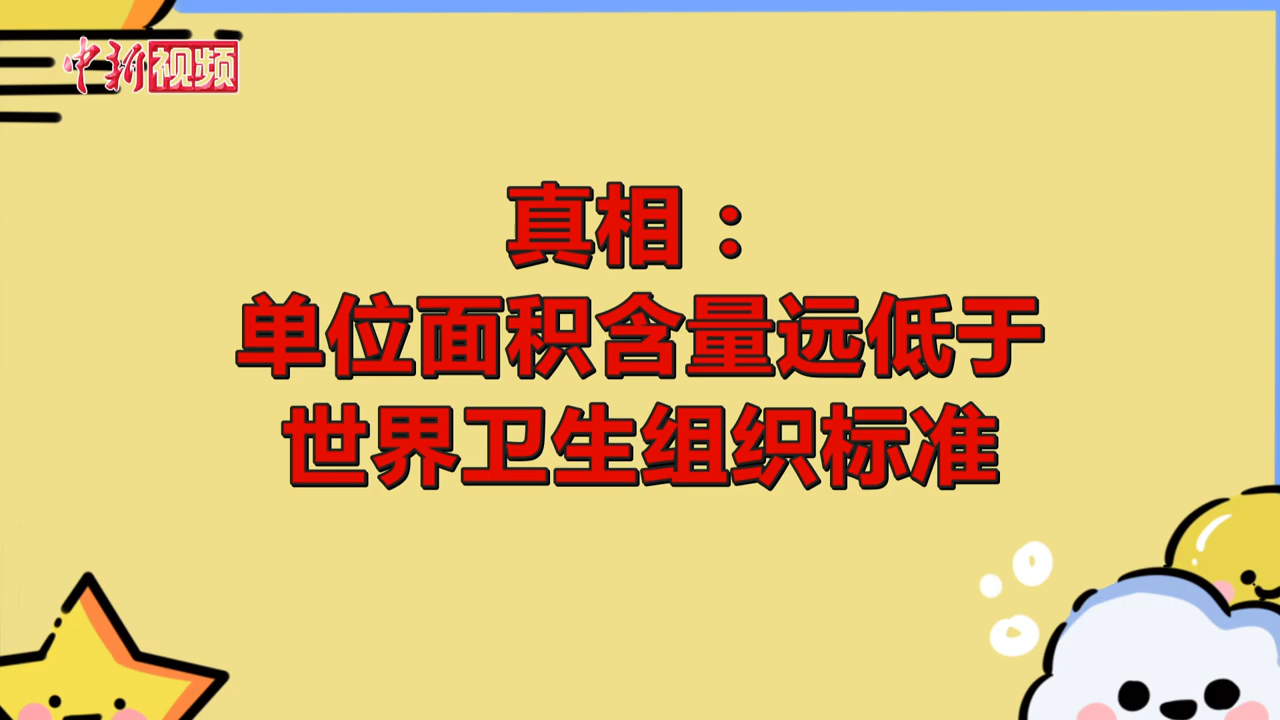 中新视频
真相：
单位面积含量远低于
世界卫生组织标准